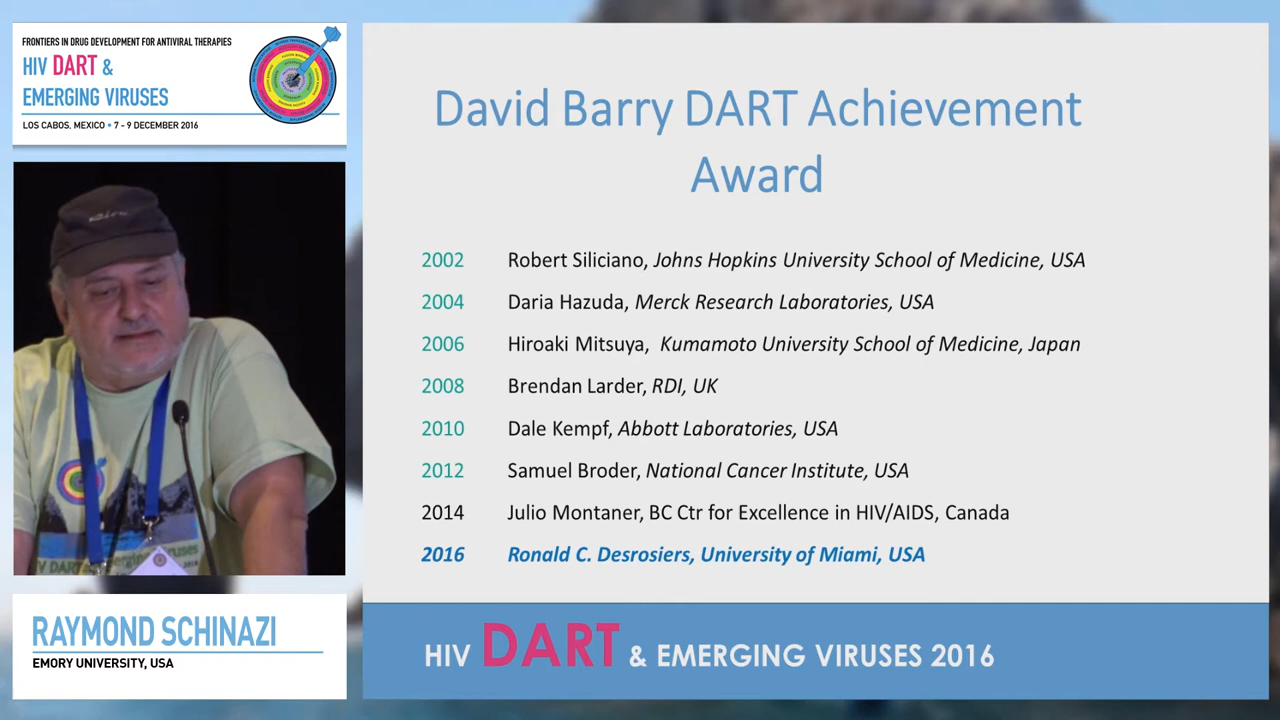 FRONTIERS IN DRUG DEVELOPMENT FOR ANTIVIRAL THERAPIES
HIV DART &
EMERGING VIRUSES
LOS CABOS, MEXICO • 7 - 9 DECEMBER 2016
RAYMOND SCHINAZI
EMORY UNIVERSITY, USA
David Barry DART Achievement
Award
2002 Robert Siliciano, Johns Hopkins University School of Medicine, USA
2004 Daria Hazuda, Merck Research Laboratories, USA
2006 Hiroaki Mitsuya, Kumamoto University School of Medicine, Japan
2008 Brendan Larder, RDI, UK
2010 Dale Kempf, Abbott Laboratories, USA
2012 Samuel Broder, National Cancer Institute, USA
2014 Julio Montaner, BC Ctr for Excellence in HIV/AIDS, Canada
2016 Ronald C. Desrosiers, University of Miami, USA
HIV DART & EMERGING VIRUSES 2016